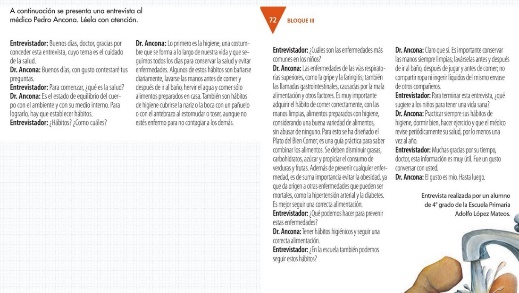 A continuación se presenta una entrevista al
médico Pedro Ancona. Léela con atención.
Entrevistador: Buenos días, doctor, gracias por
conceder esta entrevista, cuyo tema es el cuidado
de la salud.
Dr. Ancona: Buenos días, con gusto contestaré tus
preguntas.
Entrevistador: Para comenzar, ¿qué es la salud?
Dr. Ancona: Es el estado de equilibrio del cuer-
po con el ambiente y con su medio interno. Para
lograrlo, hay que establecer hábitos.
Entrevistador: ¿Hábitos? ¿Como cuáles?
Dr. Ancona: Lo primero es la higiene, una costum-
bre que se forma a lo largo de nuestra vida y que se-
guimos todos los días para conservar la salud y evitar
enfermedades. Algunos de estos hábitos son bañarse
diariamente, lavarse las manos antes de comer y
después de ir al baño, hervir el agua y comer sólo
alimentos preparados en casa. También son hábitos
de higiene cubrirse la nariz o la boca con un pañuelo
o con el antebrazo al estornudar o toser, aunque no
estés enfermo para no contagiar a los demás.
72 BLOQUE III
Entrevistador: ¿Cuáles son las enfermedades más
comunes en los niños?
Dr. Ancona: Las enfermedades de las vías respirato-
rias superiores, como la gripe y la faringitis; también
las llamadas gastrointestinales, causadas por la mala
alimentación y otros factores. Es muy importante
adquirir el hábito de comer correctamente, con las
manos limpias, alimentos preparados con higiene,
considerando una buena variedad de alimentos,
sin abusar de ninguno. Para esto se ha diseñado el
Plato del Bien Comer, es una guía práctica para saber
combinar los alimentos. Se deben disminuir grasas,
carbohidratos, azúcar y propiciar el consumo de
verduras y frutas. Además de prevenir cualquier enfer-
medad, es de suma importancia evitar la obesidad, ya
que da origen a otras enfermedades que pueden ser
mortales, como la hipertensión arterial y la diabetes.
Es mejor seguir una correcta alimentación.
Entrevistador: ¿Qué podemos hacer para prevenir
estas enfermedades?
Dr. Ancona: Tener hábitos higiénicos y seguir una
correcta alimentación.
Entrevistador: ¿En la escuela también podemos
seguir estos hábitos?
Dr. Ancona: Claro que sí. Es importante conservar
las manos siempre limpias; lavárselas antes y después
de ir al baño, después de jugar y antes de comer; no
compartir ropa ni ingerir líquidos del mismo envase
de otros compañeros.
Entrevistador: Para terminar esta entrevista, ¿qué
sugiere a los niños para tener una vida sana?
Dr. Ancona: Practicar siempre sus hábitos de
higiene, dormir bien, hacer ejercicio y que el médico
revise periódicamente su salud, por lo menos una
vez al año.
Entrevistador: Muchas gracias por su tiempo,
doctor, esta información es muy útil. Fue un gusto
conversar con usted.
Dr. Ancona: El gusto es mío. Hasta luego.
Entrevista realizada por un alumno
de 4° grado de la Escuela Primaria
Adolfo López Mateos.